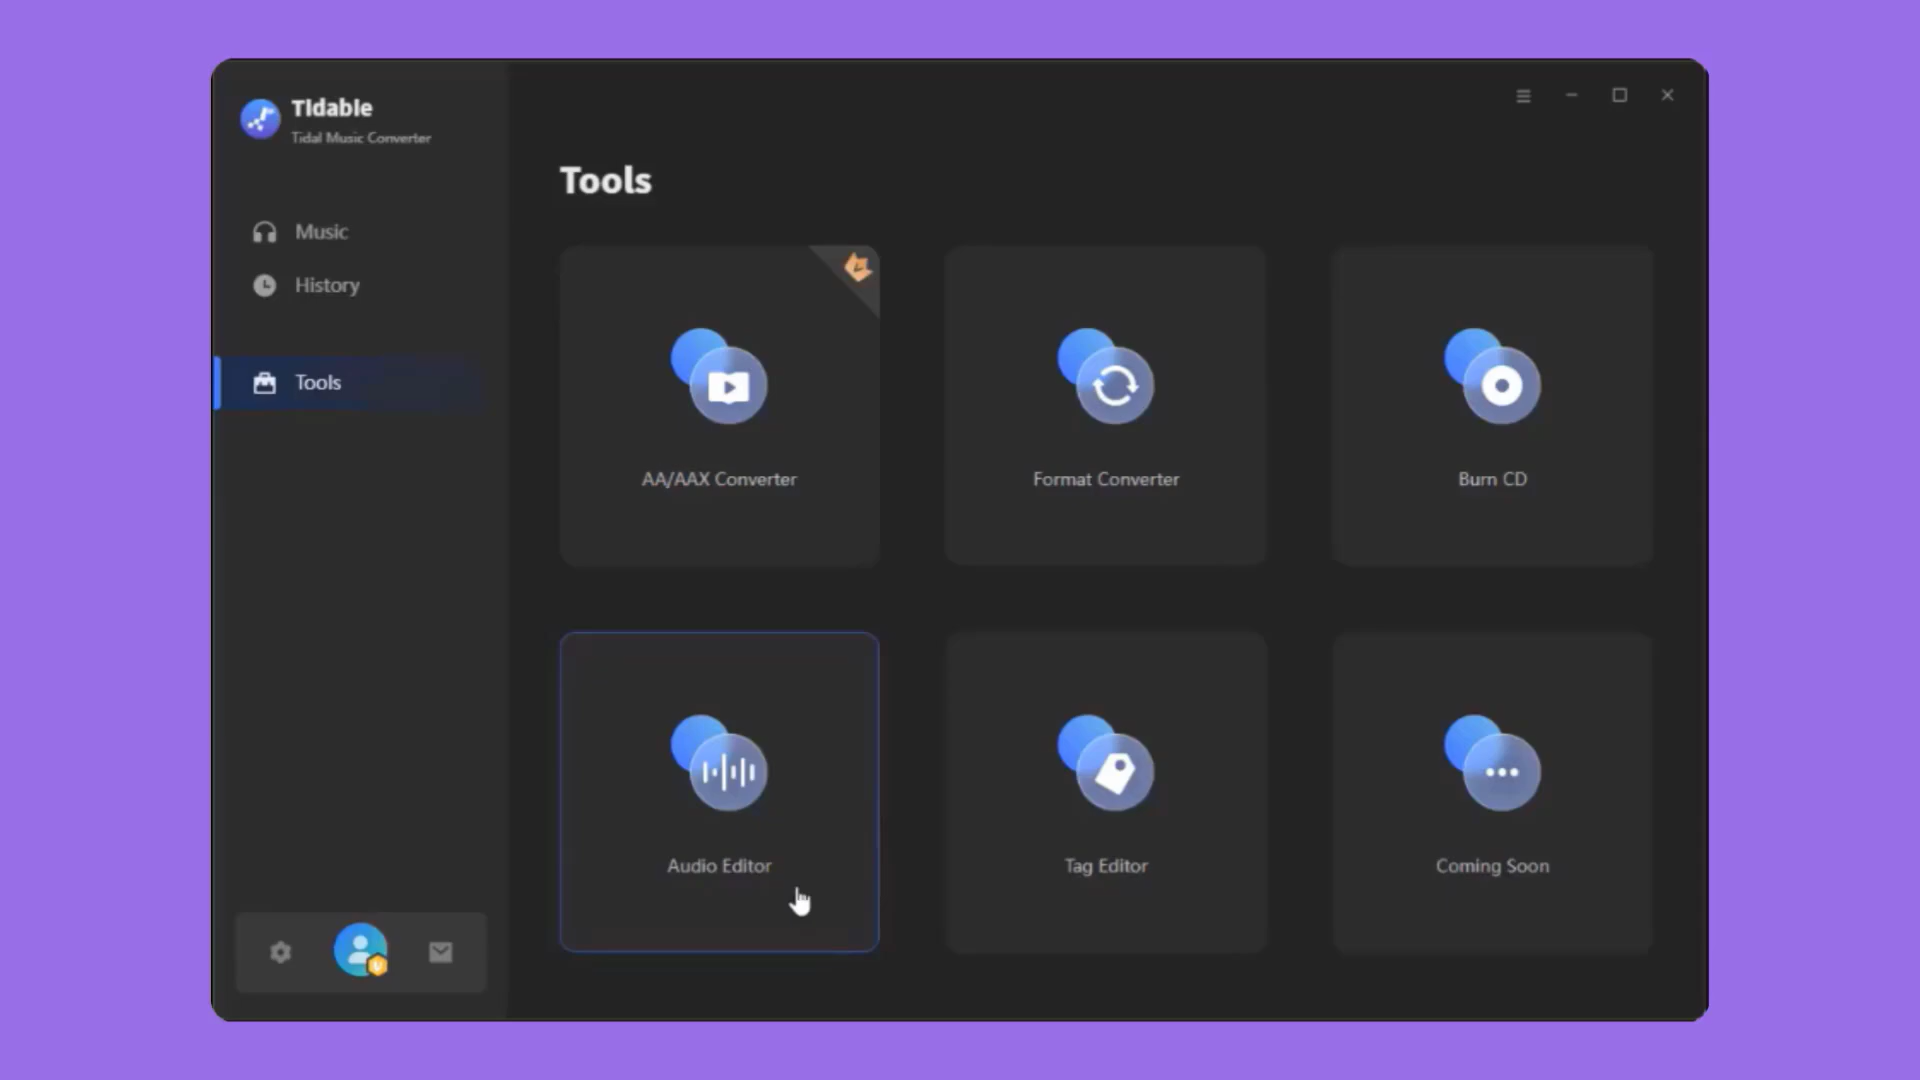 Tidable
Tidal Music Converter
Music
History
Tools
Tools
AA/AAX Converter
Format Converter
Burn CD
Audio Editor
Tag Editor
Coming Soon